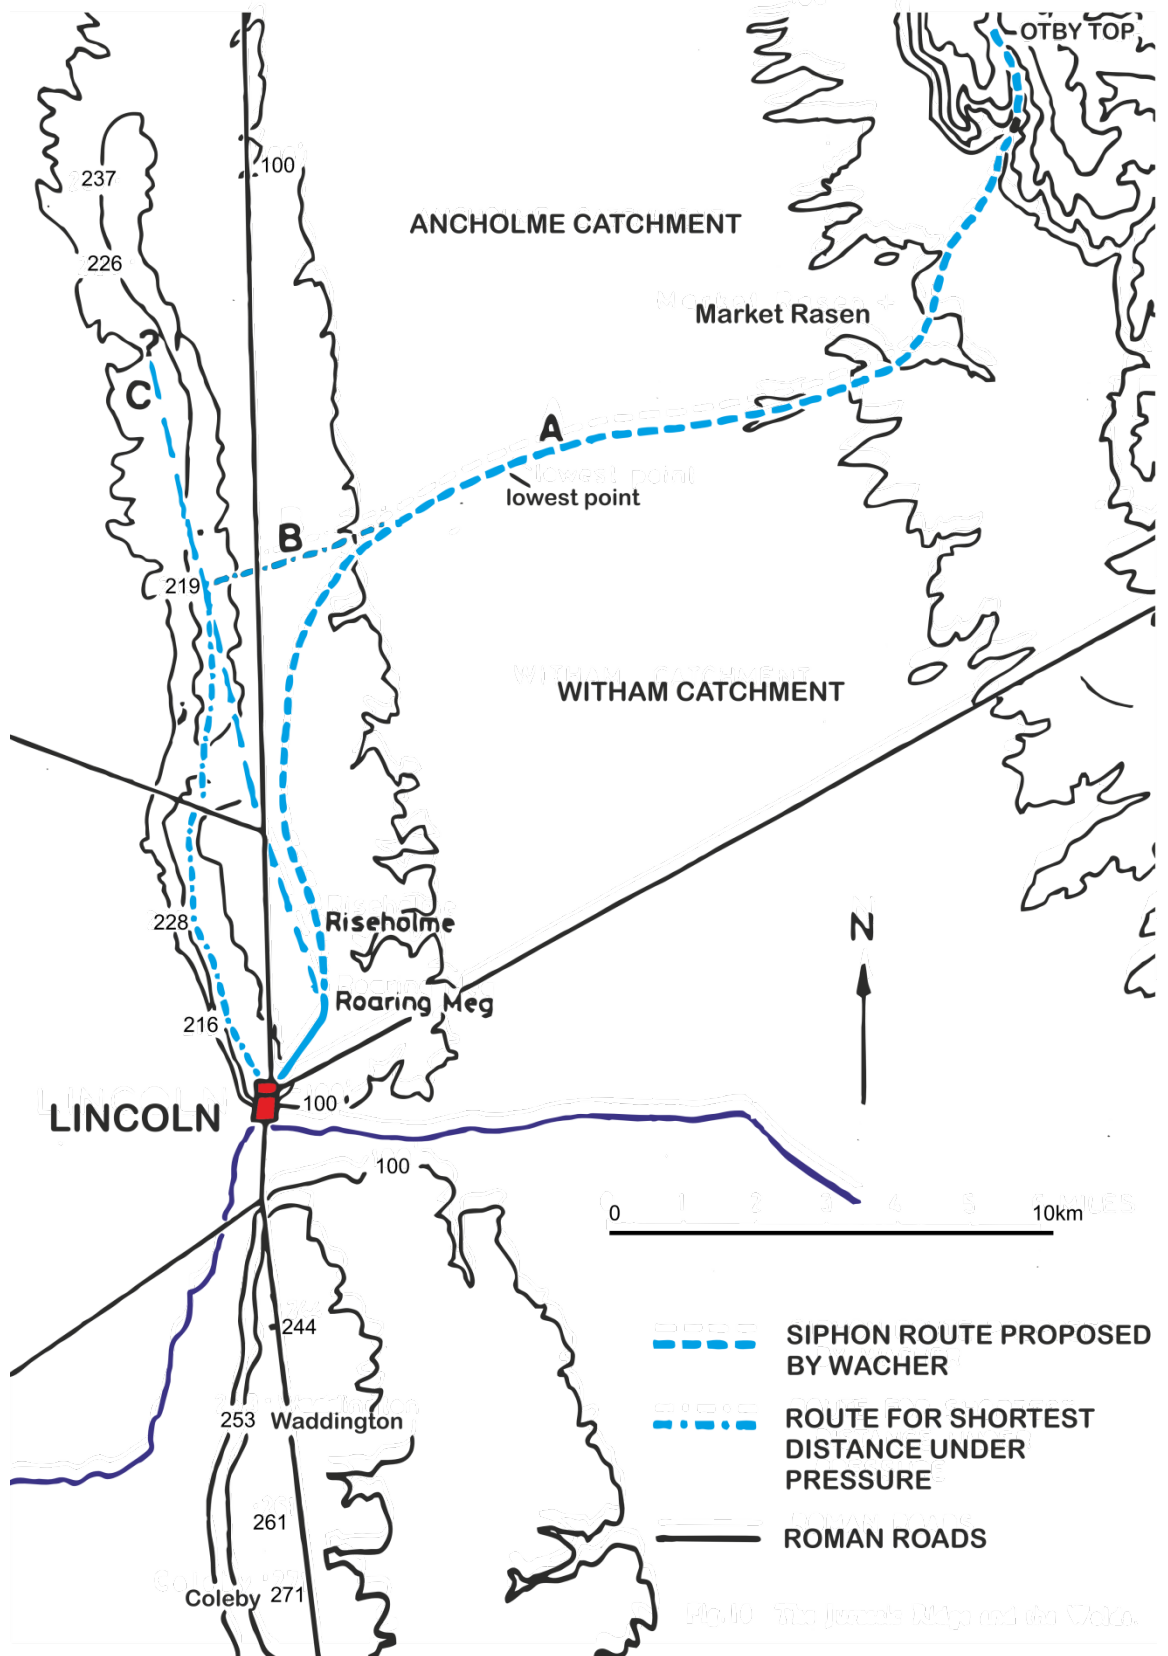 OTBY TOP
100
237
ANCHOLME CATCHMENT
226
Market Rasen
?
C
A
lowest point
B
219
WITHAM CATCHMENT
Riseholme
228
N
Roaring Meg
216
100
LINCOLN
100
0 10km
244
SIPHON ROUTE PROPOSED
BY WACHER
253 Waddington
ROUTE FOR SHORTEST
DISTANCE UNDER
PRESSURE
261
ROMAN ROADS
Coleby 271